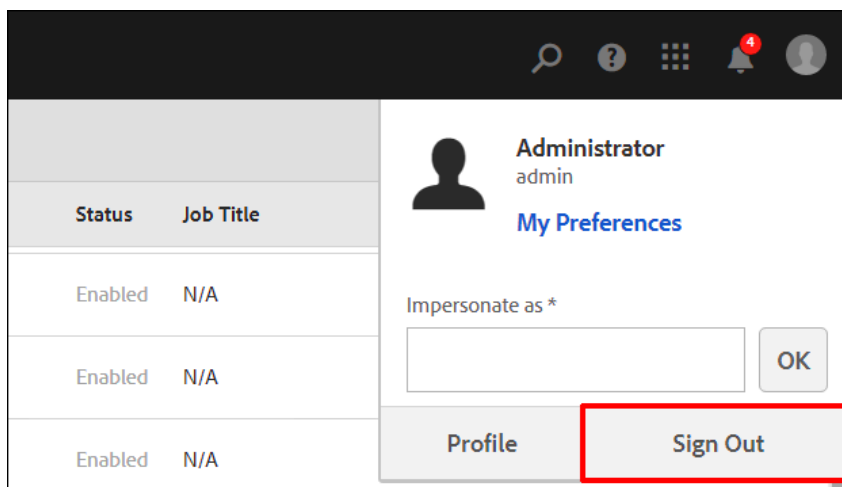 4
Administrator
admin
My Preferences
Status Job Title
Enabled N/A
Impersonate as *
OK
Enabled N/A
Profile Sign Out
Enabled N/A